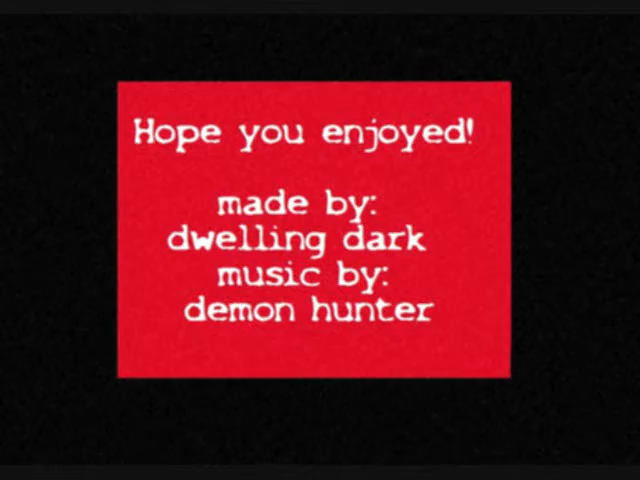 Hope you enjoyed!
made by:
dwelling dark
music by:
demon hunter